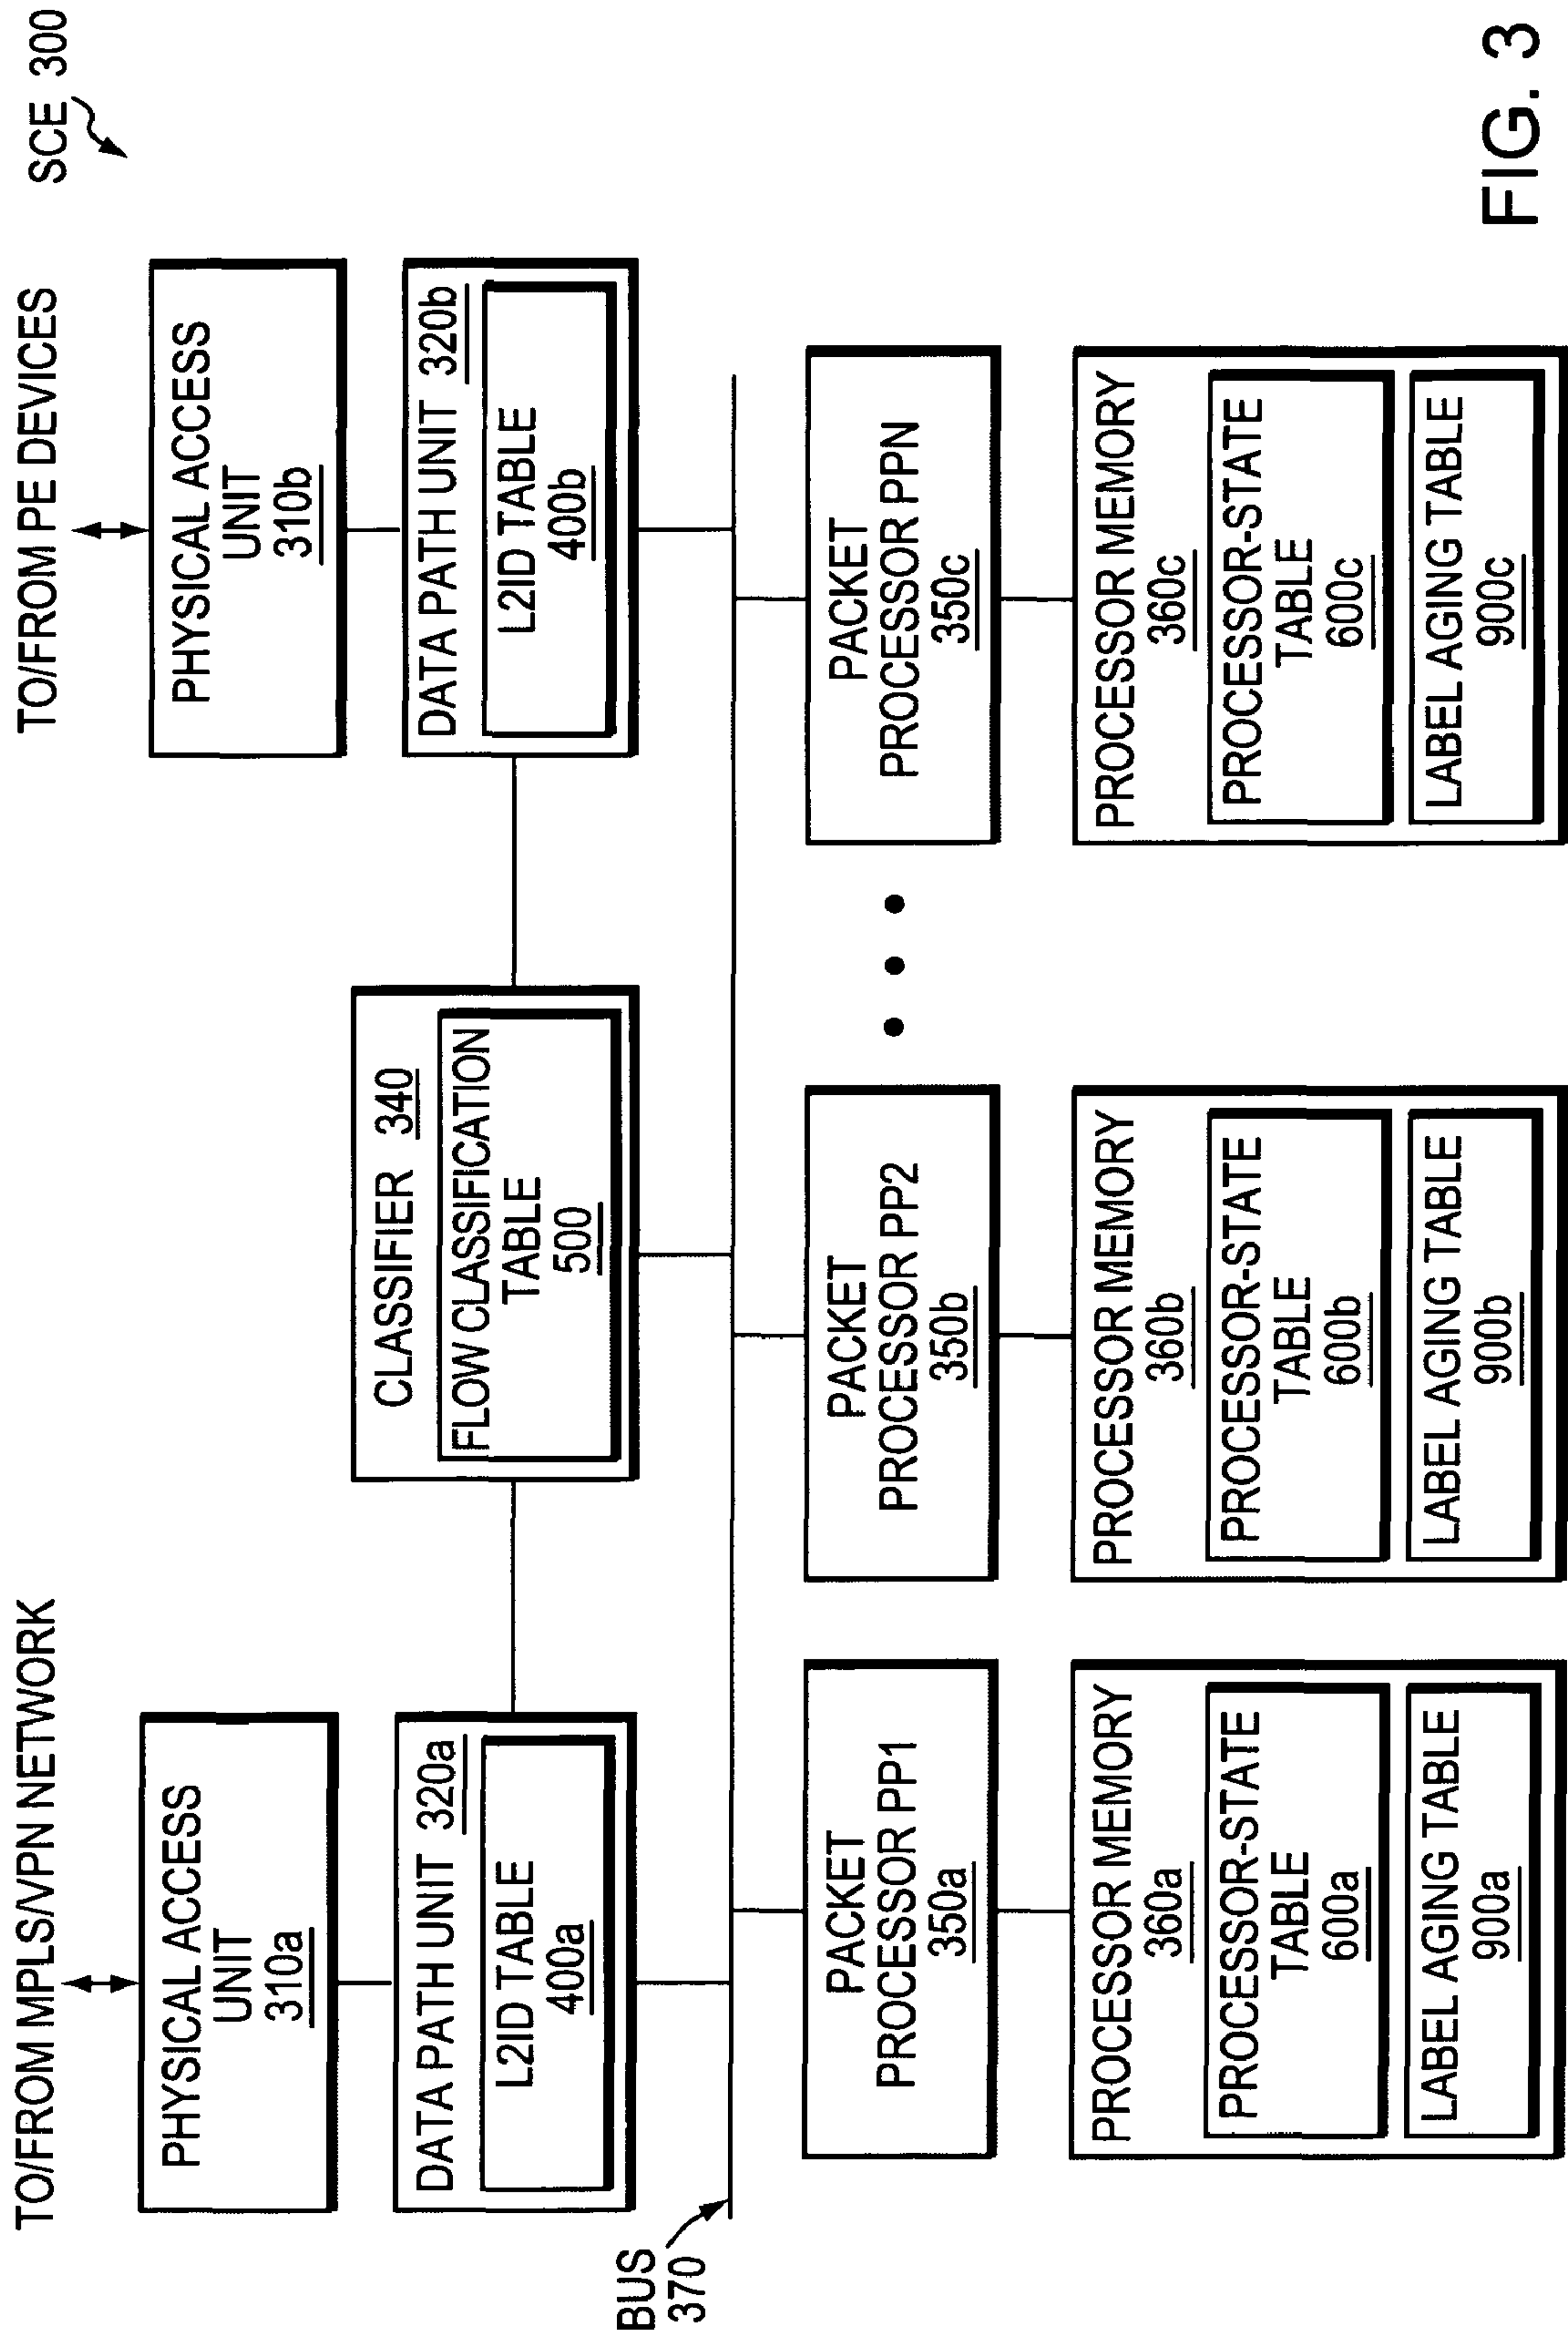 SCE 300
TO/FROM MPLS/VPN NETWORK
TO/FROM PE DEVICES
PHYSICAL ACCESS
UNIT
310a
PHYSICAL ACCESS
UNIT
310b
CLASSIFIER 340
FLOW CLASSIFICATION
TABLE
500
DATA PATH UNIT 320a
L2ID TABLE
400a
DATA PATH UNIT 320b
L2ID TABLE
400b
BUS
370
PACKET
PROCESSOR PP1
350a
PACKET
PROCESSOR PP2
350b
PACKET
PROCESSOR PPN
350c
PROCESSOR MEMORY
360a
PROCESSOR-STATE
TABLE
600a
LABEL AGING TABLE
900a
PROCESSOR MEMORY
360b
PROCESSOR-STATE
TABLE
600b
LABEL AGING TABLE
900b
PROCESSOR MEMORY
360c
PROCESSOR-STATE
TABLE
600c
LABEL AGING TABLE
900c
FIG. 3